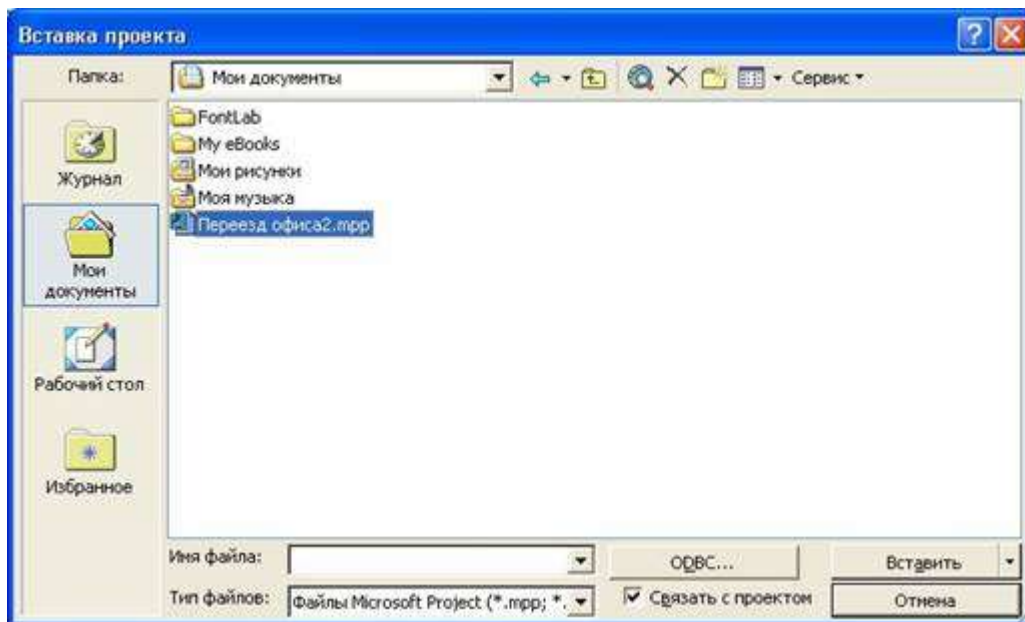 Вставка проекта
Папка:
Мои документы
Сервис
FontLab
My eBooks
Мои рисунки
Моя музыка
Переезд офиса2.mpp
Журнал
Мои
документы
Рабочий стол
Избранное
Имя файла:
ODBC...
Вставить
Тип файлов:
Файлы Microsoft Project (*.mpp; *.
Связать с проектом
Отмена